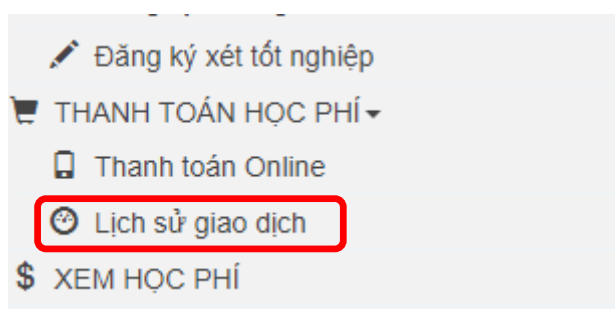 Đăng ký xét tốt nghiệp
THANH TOÁN HỌC PHÍ
Thanh toán Online
Lịch sử giao dịch
$ XEM HỌC PHÍ